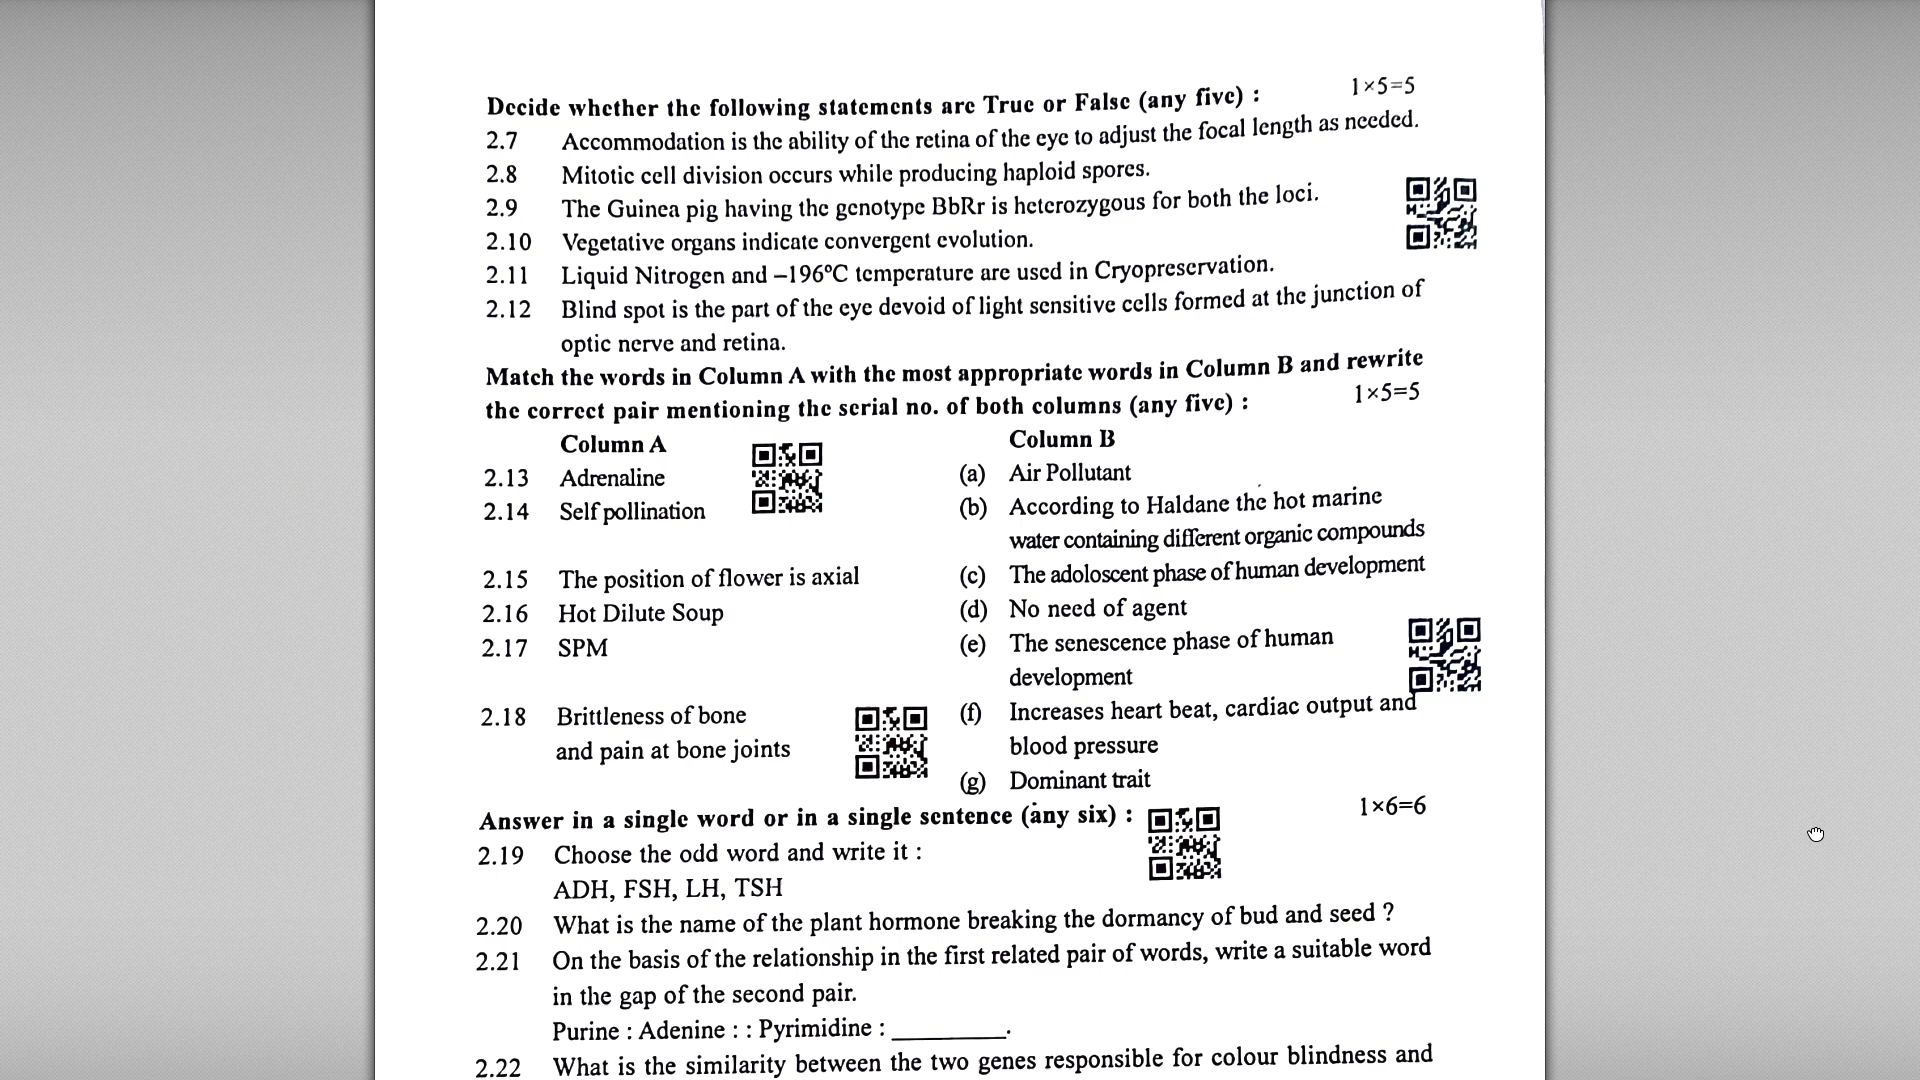 Decide whether the following statements are True or False (any five) : 1×5=5
2.7 Accommodation is the ability of the retina of the eye to adjust the focal length as needed.
2.8 Mitotic cell division occurs while producing haploid spores.
2.9 The Guinea pig having the genotype BbRr is heterozygous for both the loci.
2.10 Vegetative organs indicate convergent evolution.
2.11 Liquid Nitrogen and –196°C temperature are used in Cryopreservation.
2.12 Blind spot is the part of the eye devoid of light sensitive cells formed at the junction of
optic nerve and retina.
Match the words in Column A with the most appropriate words in Column B and rewrite
the correct pair mentioning the serial no. of both columns (any five) : 1×5=5
Column A Column B
2.13 Adrenaline (a) Air Pollutant
2.14 Self pollination (b) According to Haldane the hot marine
water containing different organic compounds
2.15 The position of flower is axial (c) The adoloscent phase of human development
2.16 Hot Dilute Soup (d) No need of agent
2.17 SPM (e) The senescence phase of human
development
2.18 Brittleness of bone (f) Increases heart beat, cardiac output and
and pain at bone joints blood pressure
(g) Dominant trait
Answer in a single word or in a single sentence (any six) : 1×6=6
2.19 Choose the odd word and write it :
ADH, FSH, LH, TSH
2.20 What is the name of the plant hormone breaking the dormancy of bud and seed ?
2.21 On the basis of the relationship in the first related pair of words, write a suitable word
in the gap of the second pair.
Purine : Adenine : : Pyrimidine : _________.
2.22 What is the similarity between the two genes responsible for colour blindness and